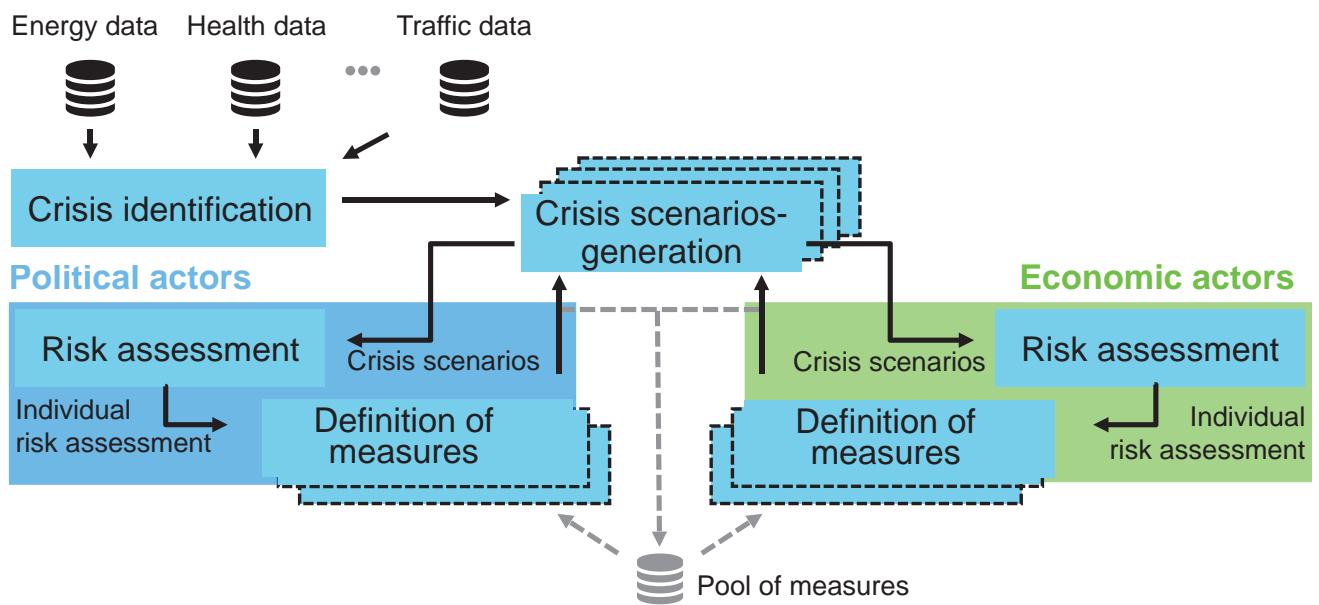 Energy data
Health data
Traffic data
Crisis identification
Crisis scenarios-
generation
Political actors
Economic actors
Risk assessment
Crisis scenarios
Individual
risk assessment
Definition of
measures
Crisis scenarios
Risk assessment
Definition of
measures
Individual
risk assessment
Pool of measures